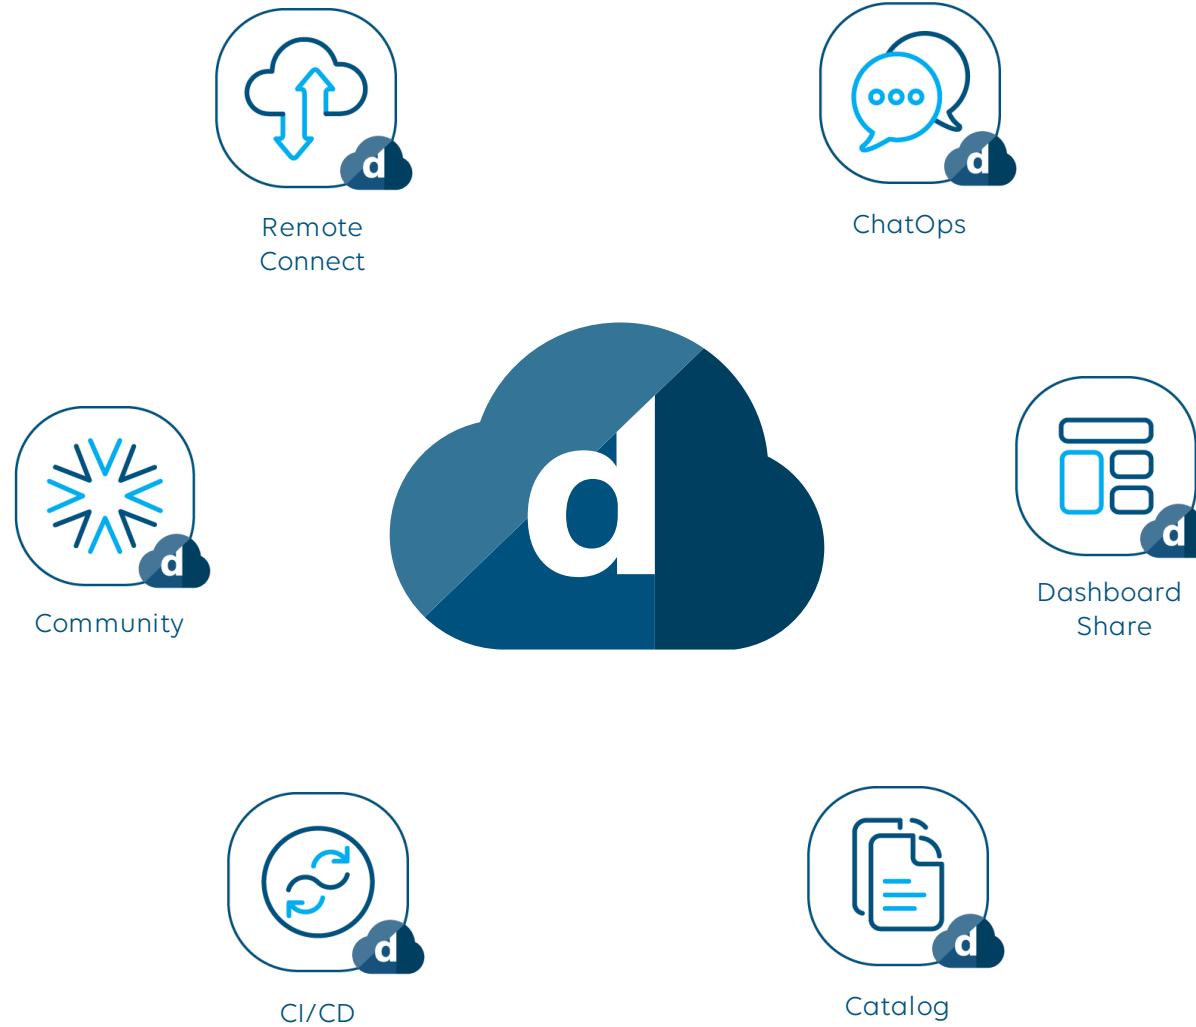 d
d
Remote
Connect
ChatOps
d
d
d
Community
Dashboard
Share
d
d
CI/CD
Catalog